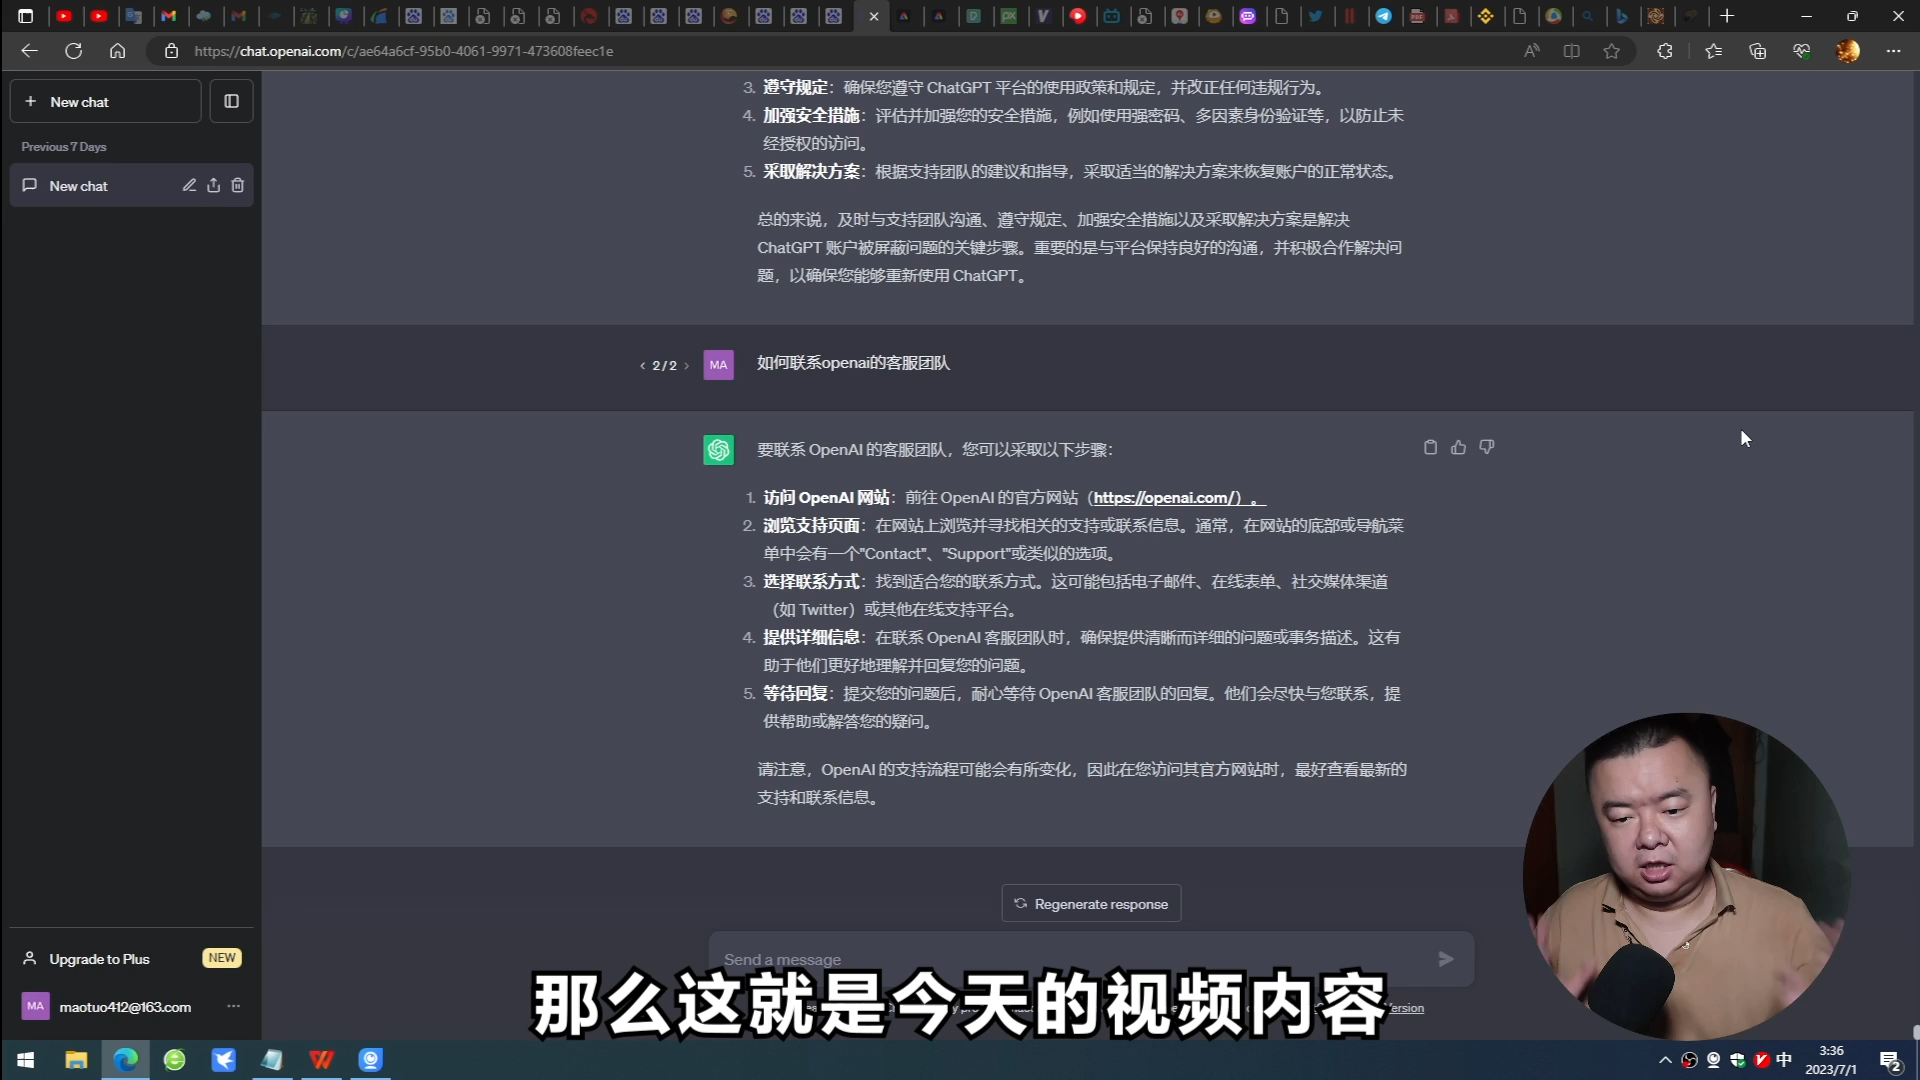 https://chat.openai.com/c/ae64a6cf-95b0-4061-9971-473608feec1e
New chat
Previous 7 Days
New chat
3. 遵守规定：确保您遵守 ChatGPT 平台的使用政策和规定，并改正任何违规行为。
4. 加强安全措施：评估并加强您的安全措施，例如使用强密码、多因素身份验证等，以防止未
经授权的访问。
5. 采取解决方案：根据支持团队的建议和指导，采取适当的解决方案来恢复账户的正常状态。
总的来说，及时与支持团队沟通、遵守规定、加强安全措施以及采取解决方案是解决
ChatGPT 账户被屏蔽问题的关键步骤。重要的是与平台保持良好的沟通，并积极合作解决问
题，以确保您能够重新使用 ChatGPT。
< 2 / 2 >
MA
如何联系openai的客服团队
要联系 OpenAI 的客服团队，您可以采取以下步骤：
1. 访问 OpenAI 网站：前往 OpenAI 的官方网站（https://openai.com/）。
2. 浏览支持页面：在网站上浏览并寻找相关的支持或联系信息。通常，在网站的底部或导航菜
单中会有一个"Contact"、"Support"或类似的选项。
3. 选择联系方式：找到适合您的联系方式。这可能包括电子邮件、在线表单、社交媒体渠道
（如 Twitter）或其他在线支持平台。
4. 提供详细信息：在联系 OpenAI 客服团队时，确保提供清晰而详细的问题或事务描述。这有
助于他们更好地理解并回复您的问题。
5. 等待回复：提交您的问题后，耐心等待 OpenAI 客服团队的回复。他们会尽快与您联系，提
供帮助或解答您的疑问。
请注意，OpenAI 的支持流程可能会有所变化，因此在您访问其官方网站时，最好查看最新的
支持和联系信息。
Regenerate response
Send a message
Upgrade to Plus
NEW
MA
maotuo412@163.com
那么这就是今天的视频内容
中
3:36
2023/7/1
2